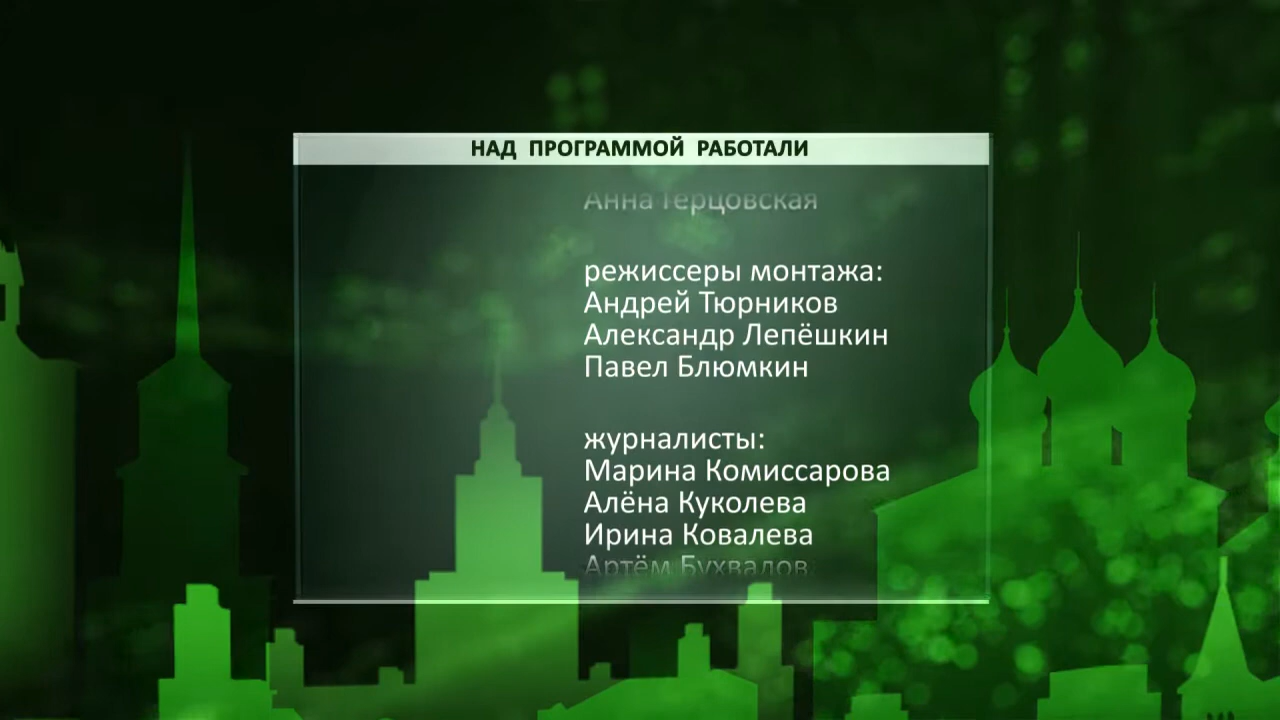 НАД ПРОГРАММОЙ РАБОТАЛИ
Анна Герцовская
режиссеры монтажа:
Андрей Тюрников
Александр Лепёшкин
Павел Блюмкин
журналисты:
Марина Комиссарова
Алёна Куколева
Ирина Ковалева
Артём Бухвалов